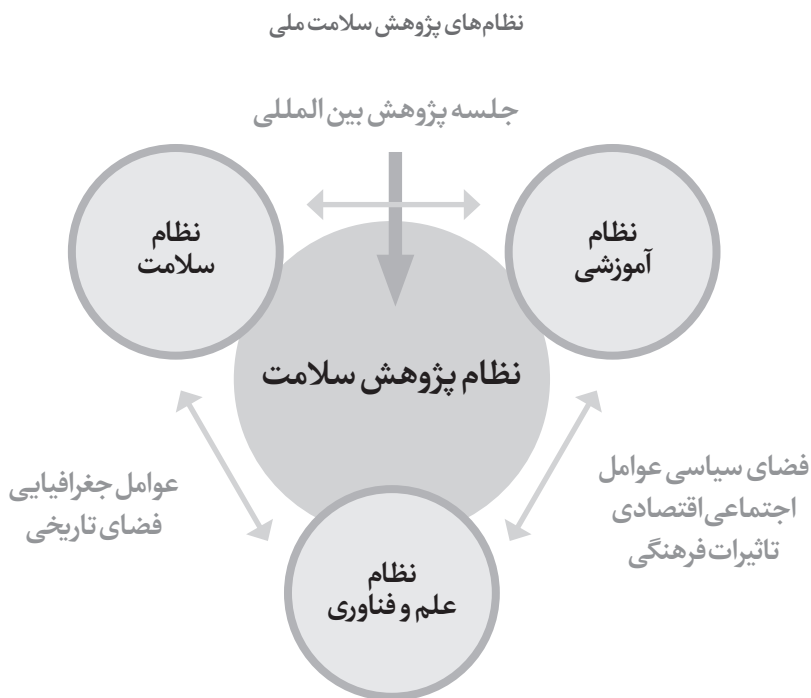 نظام‌های پژوهش سلامت ملی
جلسه پژوهش بین المللی
نظام
آموزشی
نظام
سلامت
نظام پژوهش سلامت
فضای سیاسی عوامل
اجتماعی اقتصادی
تاثیرات فرهنگی
عوامل جغرافیایی
فضای تاریخی
نظام
علم و فناوری